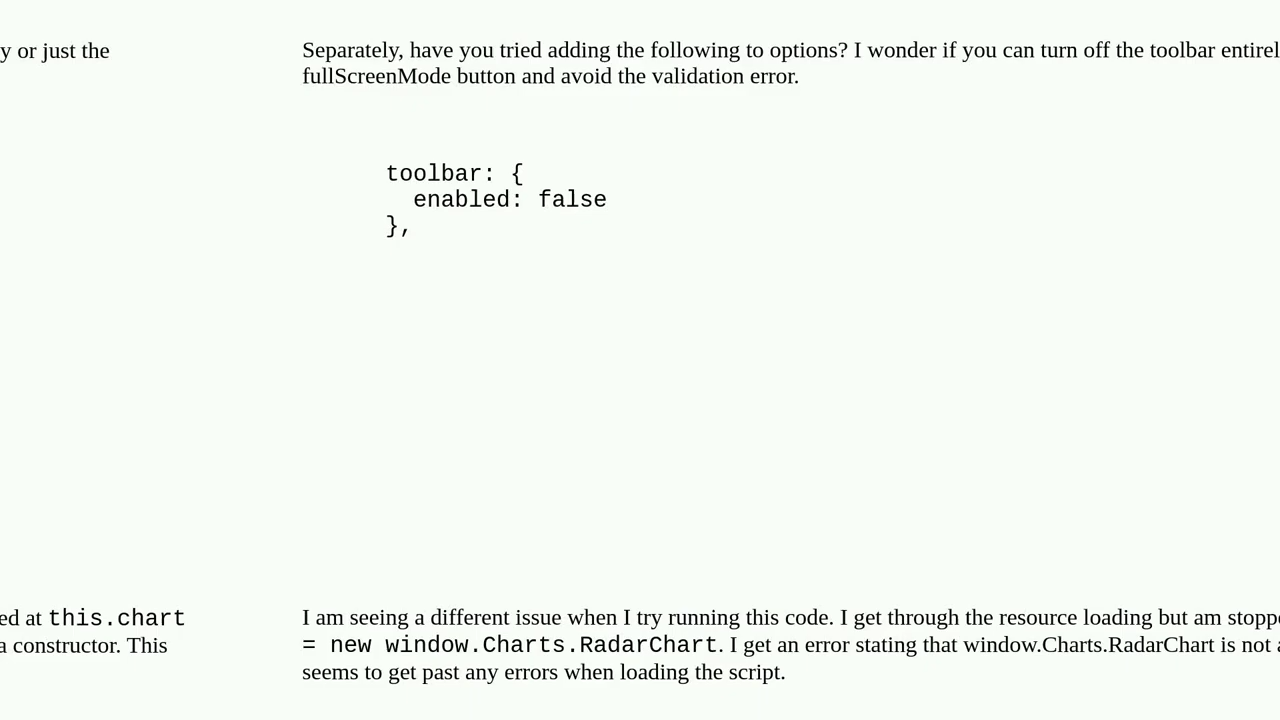 y or just the
Separately, have you tried adding the following to options? I wonder if you can turn off the toolbar entirel
fullScreenMode button and avoid the validation error.
toolbar: {
enabled: false
},
ed at this.chart
a constructor. This
I am seeing a different issue when I try running this code. I get through the resource loading but am stoppe
= new window.Charts.RadarChart. I get an error stating that window.Charts.RadarChart is not a
seems to get past any errors when loading the script.